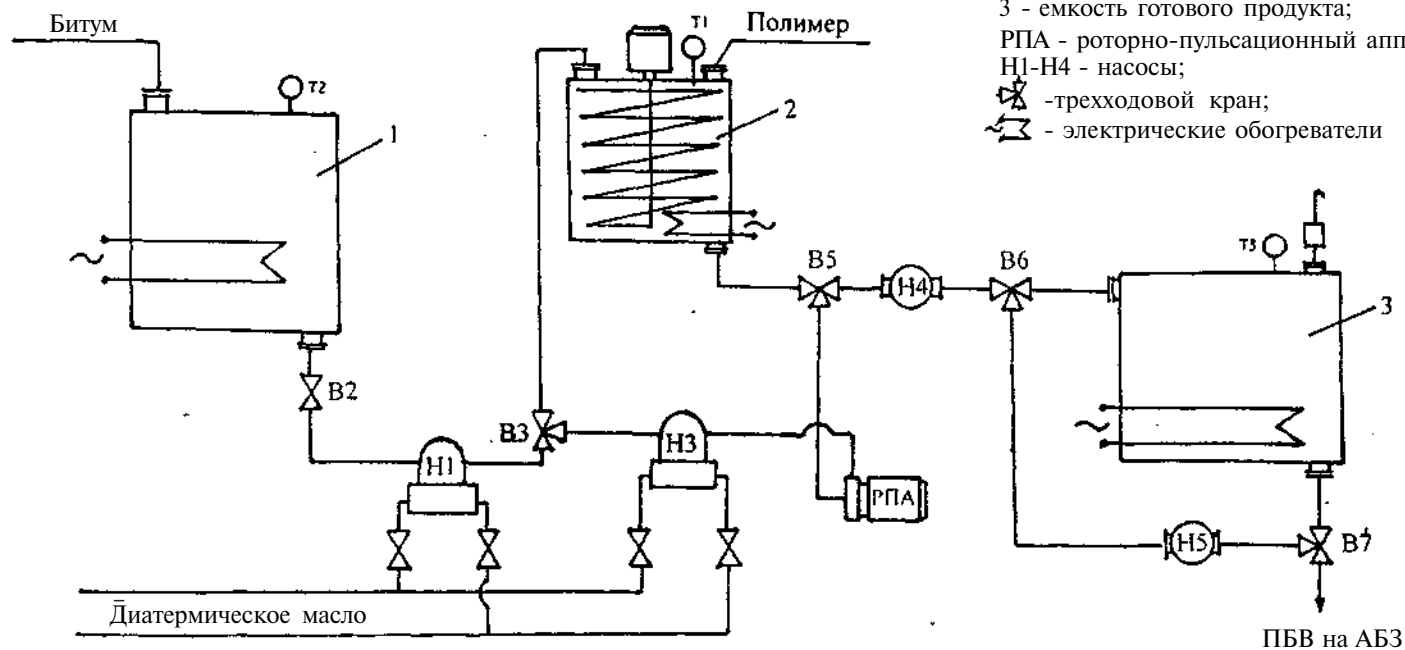 3 - емкость готового продукта;
РПА - роторно-пульсационный апп
Н1-Н4 - насосы;
-трехходовой кран;
- электрические обогреватели
Битум
Т2
1
Т1
Полимер
2
В2
В3
Н1
Н3
РПА
В5
Н4
В6
Т3
3
Н5
В7
Диатермическое масло
ПБВ на АБЗ